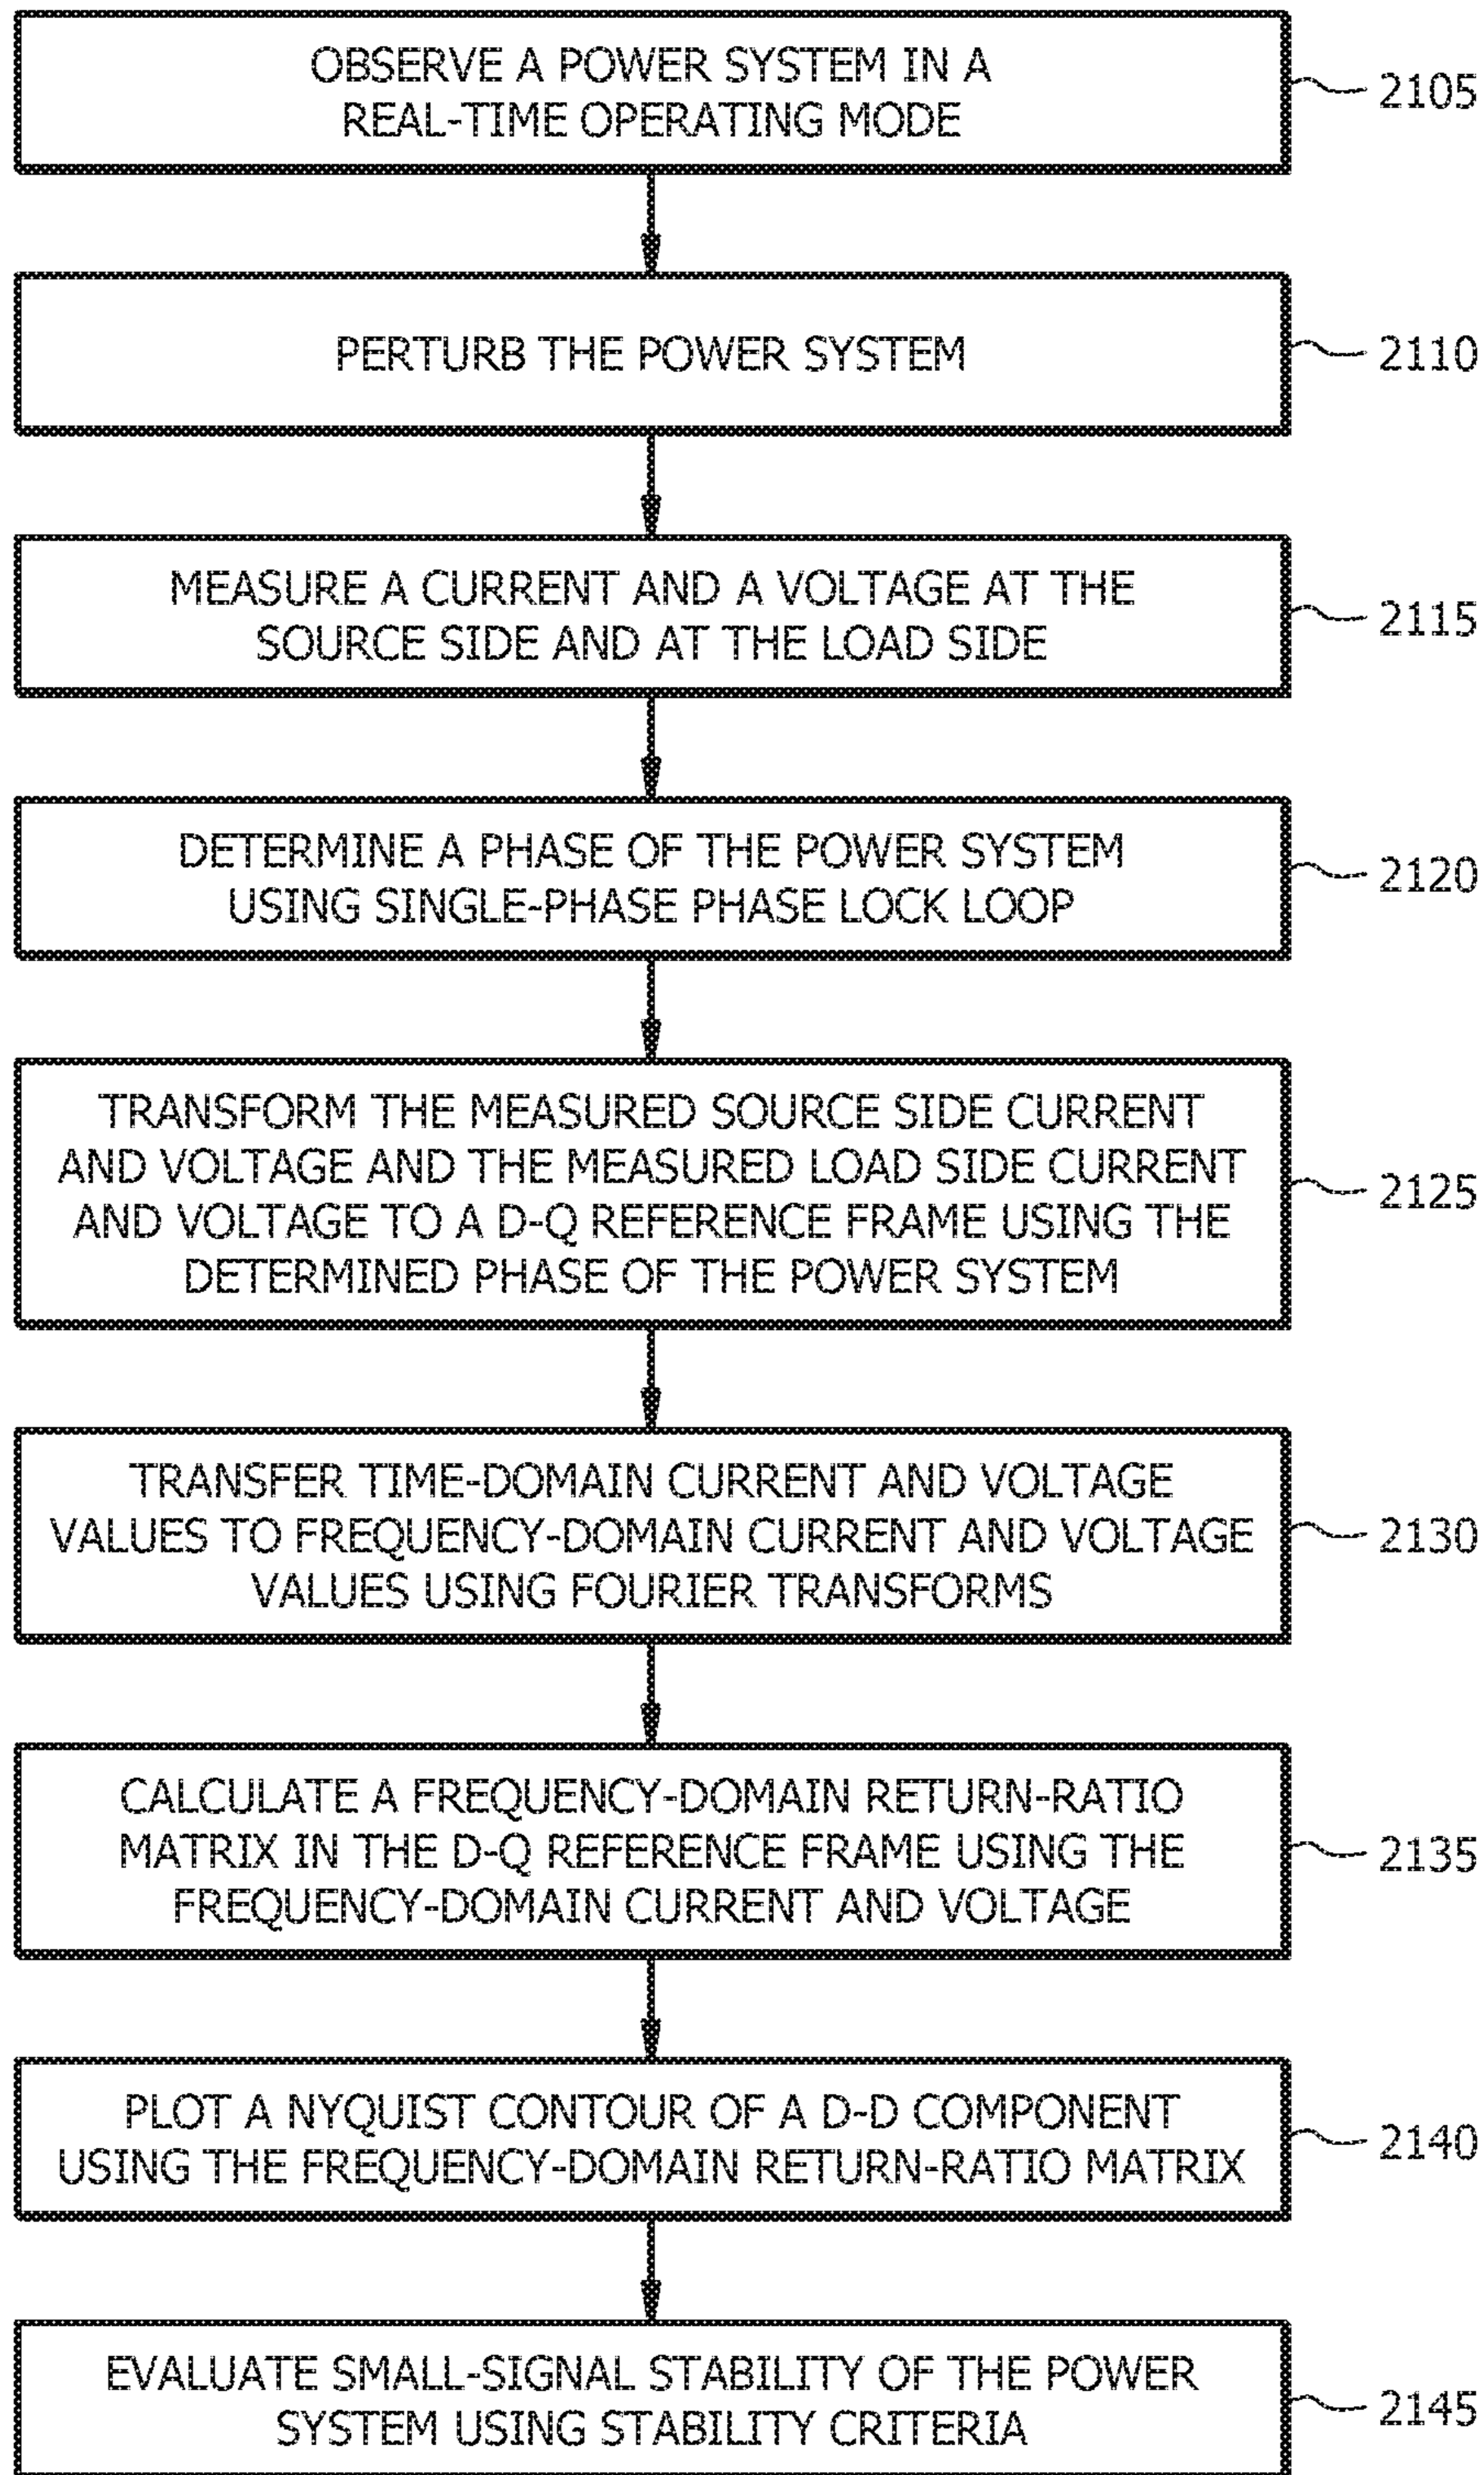 OBSERVE A POWER SYSTEM IN A
REAL-TIME OPERATING MODE
2105
PERTURB THE POWER SYSTEM
2110
MEASURE A CURRENT AND A VOLTAGE AT THE
SOURCE SIDE AND AT THE LOAD SIDE
2115
DETERMINE A PHASE OF THE POWER SYSTEM
USING SINGLE-PHASE PHASE LOCK LOOP
2120
TRANSFORM THE MEASURED SOURCE SIDE CURRENT
AND VOLTAGE AND THE MEASURED LOAD SIDE CURRENT
AND VOLTAGE TO A D-Q REFERENCE FRAME USING THE
DETERMINED PHASE OF THE POWER SYSTEM
2125
TRANSFER TIME-DOMAIN CURRENT AND VOLTAGE
VALUES TO FREQUENCY-DOMAIN CURRENT AND VOLTAGE
VALUES USING FOURIER TRANSFORMS
2130
CALCULATE A FREQUENCY-DOMAIN RETURN-RATIO
MATRIX IN THE D-Q REFERENCE FRAME USING THE
FREQUENCY-DOMAIN CURRENT AND VOLTAGE
2135
PLOT A NYQUIST CONTOUR OF A D-D COMPONENT
USING THE FREQUENCY-DOMAIN RETURN-RATIO MATRIX
2140
EVALUATE SMALL-SIGNAL STABILITY OF THE POWER
SYSTEM USING STABILITY CRITERIA
2145